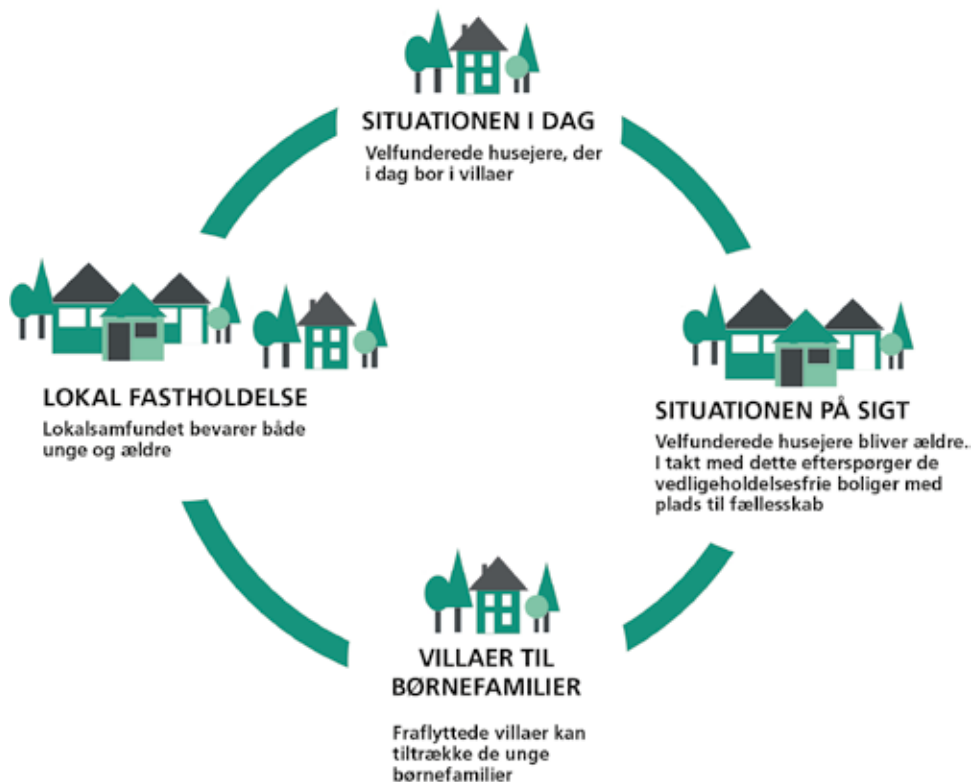 SITUATIONEN I DAG
Velfunderede husejere, der
i dag bor i villaer
SITUATIONEN PÅ SIGT
Velfunderede husejere bliver ældre.
I takt med dette efterspørger de
vedligeholdelsesfrie boliger med
plads til fællesskab
VILLAER TIL
BØRNEFAMILIER
Fraflyttede villaer kan
tiltrække de unge
børnefamilier
LOKAL FASTHOLDELSE
Lokalsamfundet bevarer både
unge og ældre